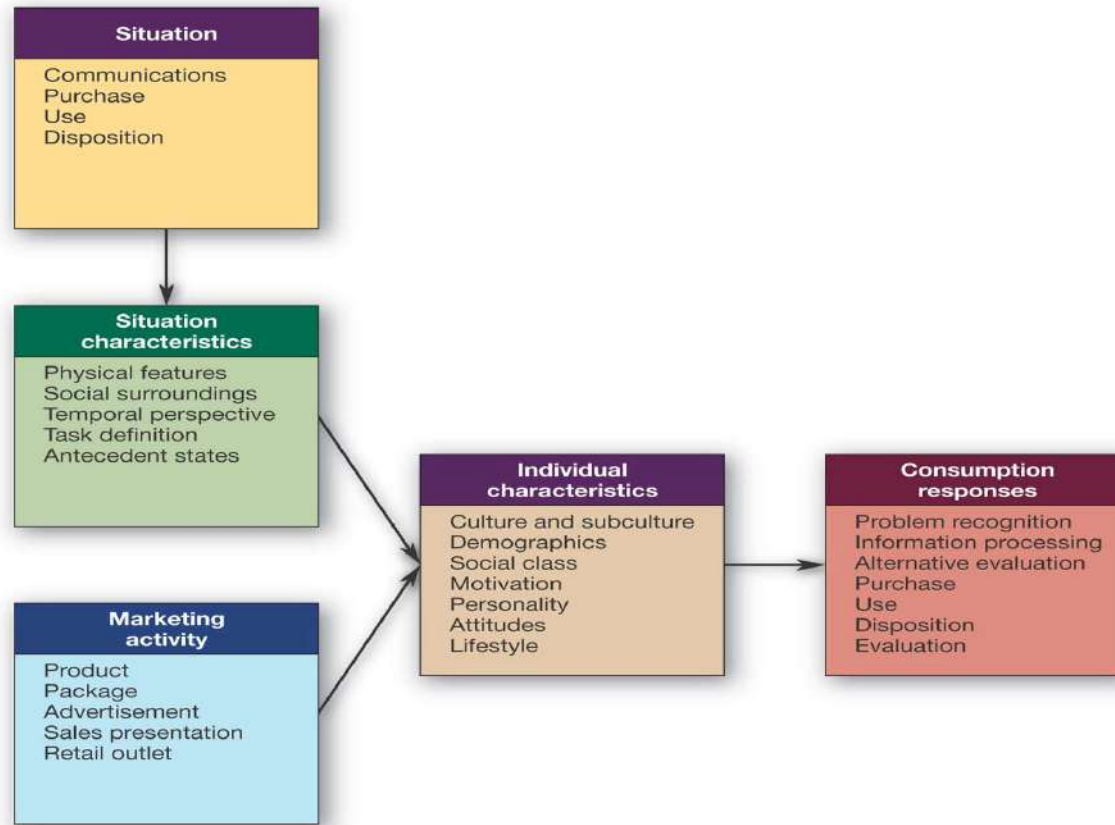 Situation
Communications
Purchase
Use
Disposition
Situation
characteristics
Physical features
Social surroundings
Temporal perspective
Task definition
Antecedent states
Marketing
activity
Product
Package
Advertisement
Sales presentation
Retail outlet
Individual
characteristics
Culture and subculture
Demographics
Social class
Motivation
Personality
Attitudes
Lifestyle
Consumption
responses
Problem recognition
Information processing
Alternative evaluation
Purchase
Use
Disposition
Evaluation